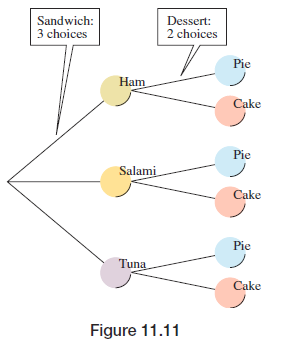 Sandwich:
3 choices
Dessert:
2 choices
Ham
Pie
Cake
Salami
Pie
Cake
Tuna
Pie
Cake
Figure 11.11